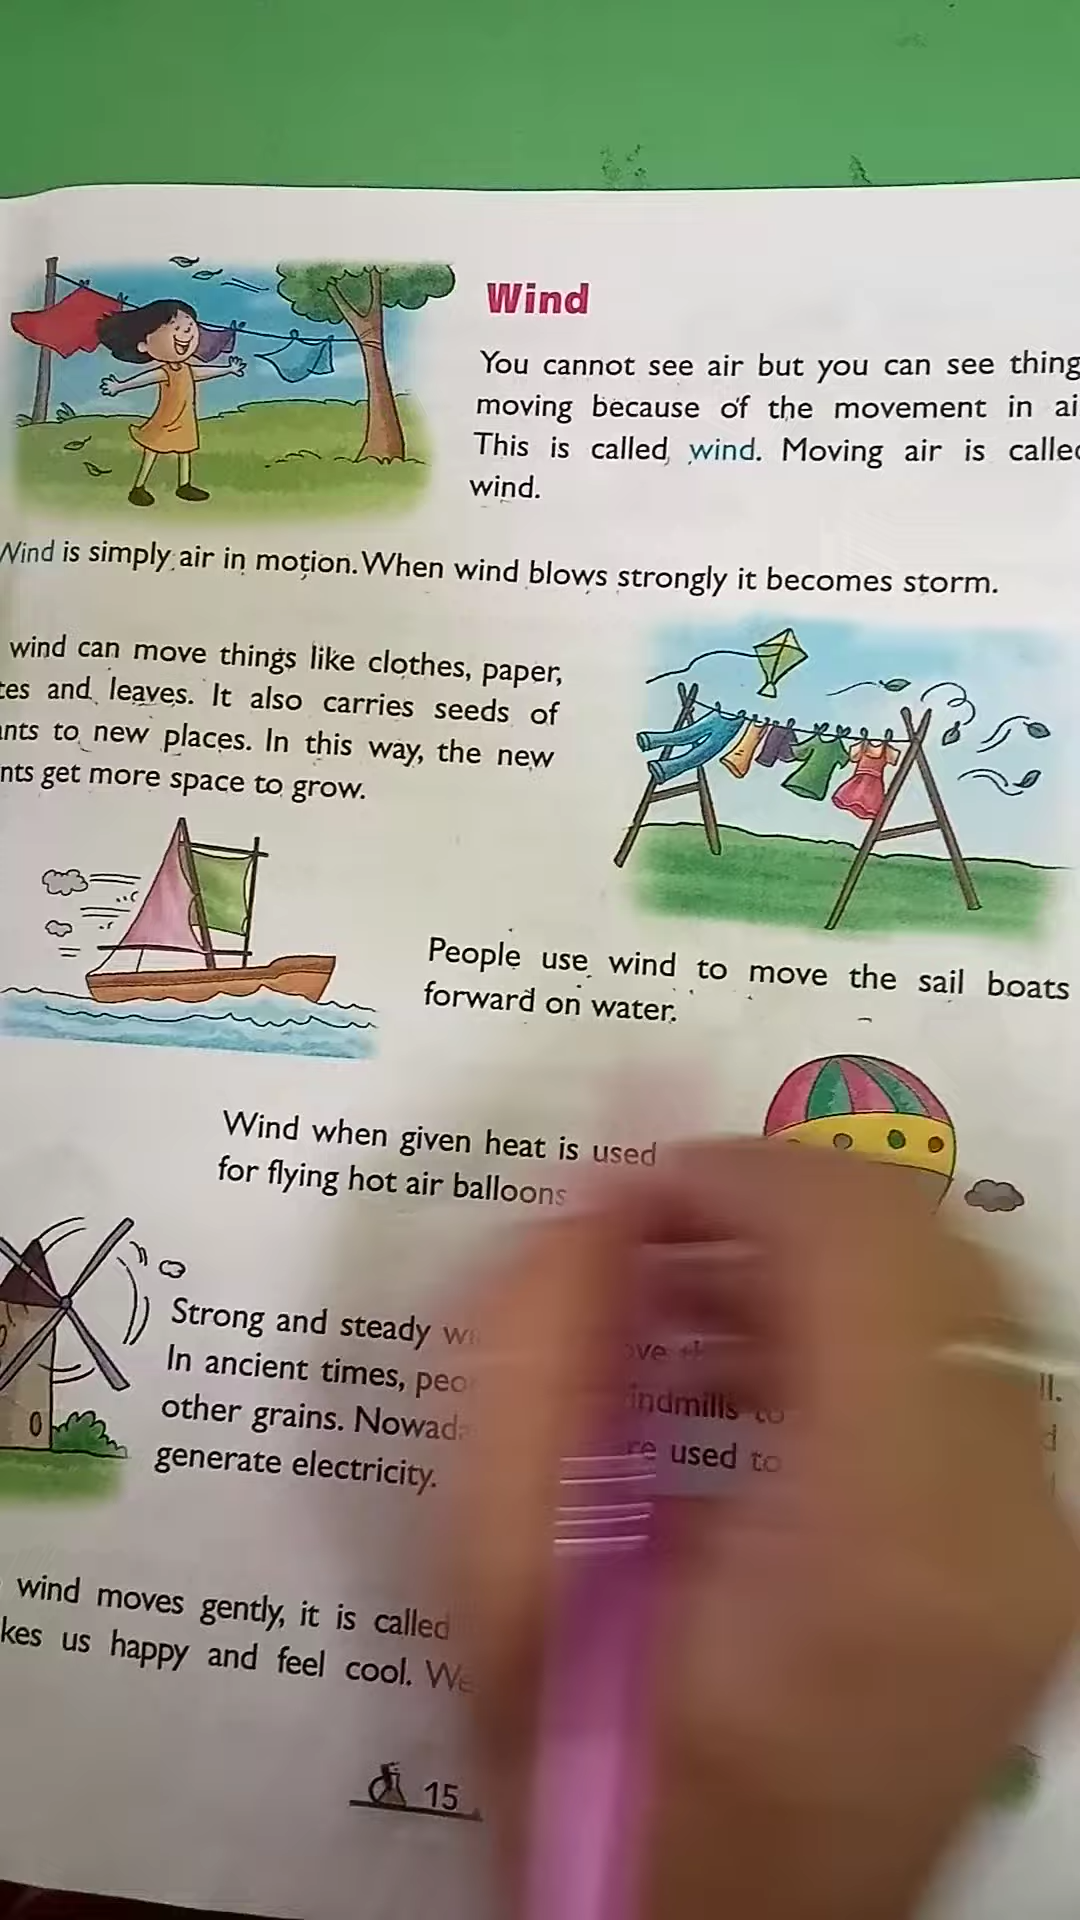 Wind
You cannot see air but you can see thing
moving because of the movement in ai
This is called wind. Moving air is calle
wind.
Wind is simply air in motion. When wind blows strongly it becomes storm.
wind can move things like clothes, paper,
tes and leaves. It also carries seeds of
ants to new places. In this way, the new
nts get more space to grow.
People use wind to move the sail boats
forward on water.
Wind when given heat is used
for flying hot air balloons
Strong and steady
In ancient times,
indmills to
other grains.
used to
generate electricity.
wind moves gently, it is called
kes us happy and feel cool. We
15